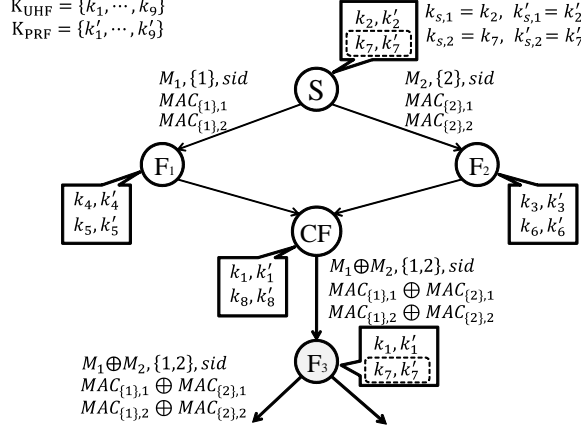 K_UHF = {k_1, ⋯, k_9}
K_PRF = {k'_1, ⋯, k'_9}
k_2, k'_2
k_7, k'_7
k_{s,1} = k_2, k'_{s,1} = k'_2
k_{s,2} = k_7, k'_{s,2} = k'_7
S
M_1, {1}, sid
MAC_{{1},1}
MAC_{{1},2}
M_2, {2}, sid
MAC_{{2},1}
MAC_{{2},2}
F_1
F_2
k_4, k'_4
k_5, k'_5
k_3, k'_3
k_6, k'_6
CF
k_1, k'_1
k_8, k'_8
M_1⊕M_2, {1,2}, sid
MAC_{{1},1} ⊕ MAC_{{2},1}
MAC_{{1},2} ⊕ MAC_{{2},2}
F_3
k_1, k'_1
k_7, k'_7
M_1⊕M_2, {1,2}, sid
MAC_{{1},1} ⊕ MAC_{{2},1}
MAC_{{1},2} ⊕ MAC_{{2},2}